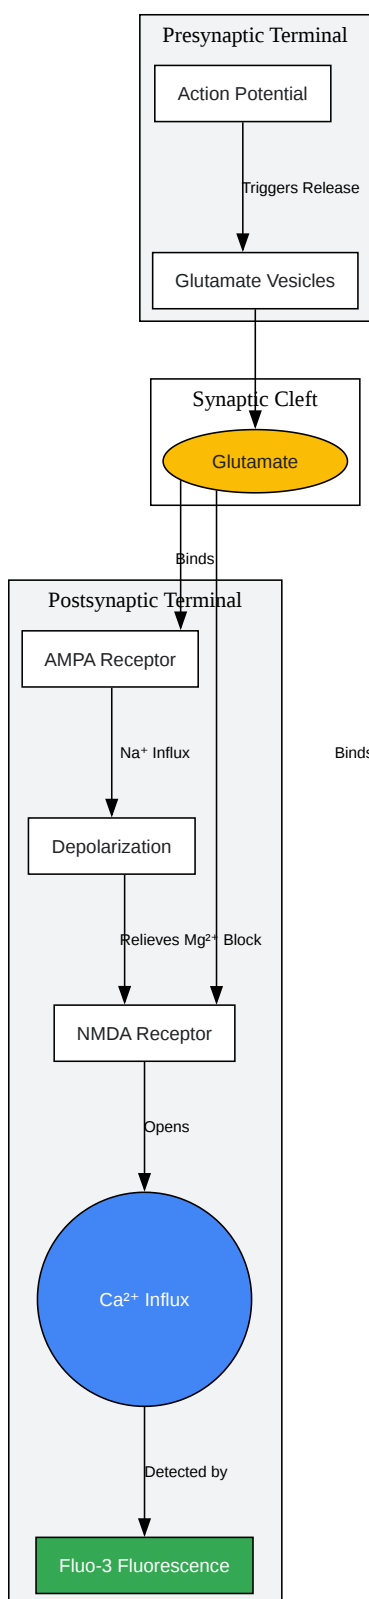 Presynaptic Terminal
Action Potential
Triggers Release
Glutamate Vesicles
Synaptic Cleft
Glutamate
Binds
Postsynaptic Terminal
AMPA Receptor
Na⁺ Influx
Binds
Depolarization
Relieves Mg²⁺ Block
NMDA Receptor
Opens
Ca²⁺ Influx
Detected by
Fluo-3 Fluorescence